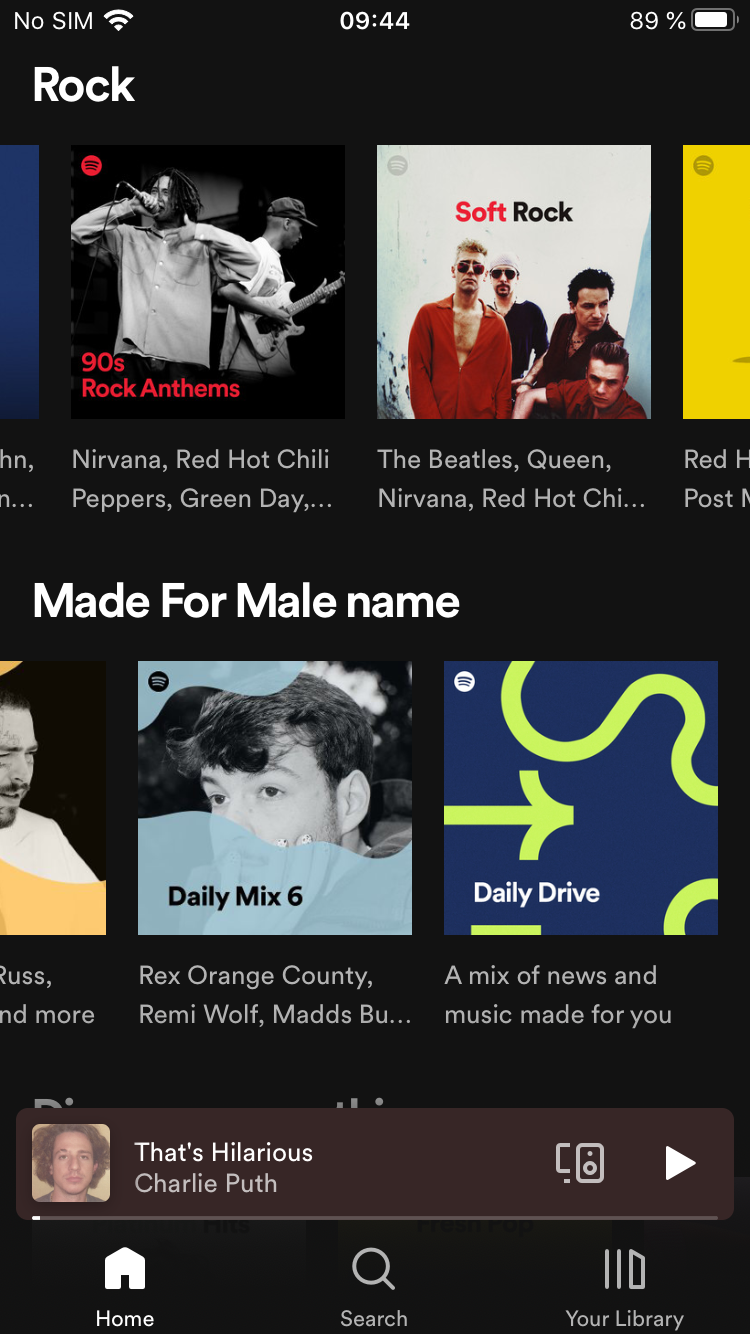 No SIM
09:44
89 %
Rock
90s
Rock Anthems
Soft Rock
hn,
n...
Nirvana, Red Hot Chili
Peppers, Green Day,...
The Beatles, Queen,
Nirvana, Red Hot Chi...
Red H
Post M
Made For Male name
Daily Mix 6
Daily Drive
Russ,
nd more
Rex Orange County,
Remi Wolf, Madds Bu...
A mix of news and
music made for you
That's Hilarious
Charlie Puth
Hits
Fresh Pop
Home
Search
Your Library